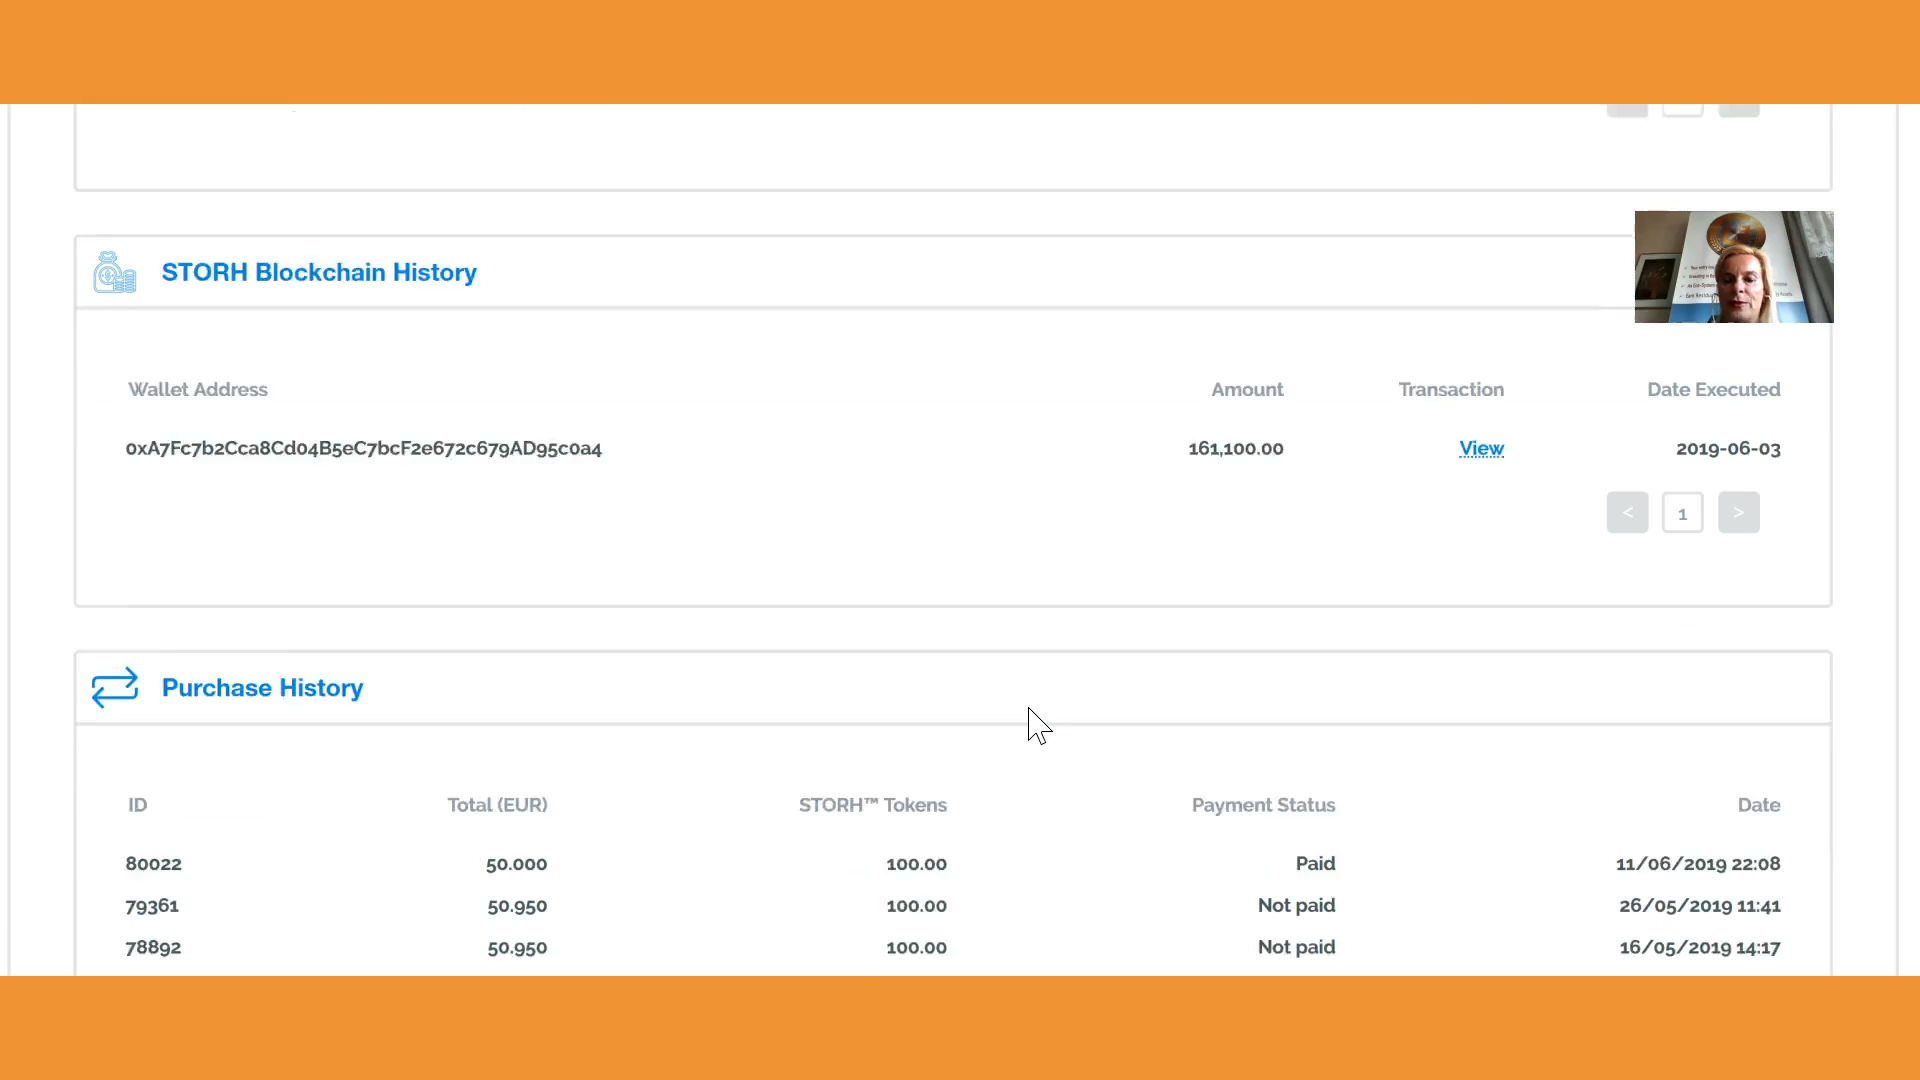 STORH Blockchain History
Wallet Address Amount Transaction Date Executed
0xA7Fc7b2Cca8Cd04B5eC7bcF2e672c679AD95c0a4 161,100.00 View 2019-06-03
< 1 >
Purchase History
ID Total (EUR) STORH™ Tokens Payment Status Date
80022 50.000 100.00 Paid 11/06/2019 22:08
79361 50.950 100.00 Not paid 26/05/2019 11:41
78892 50.950 100.00 Not paid 16/05/2019 14:17